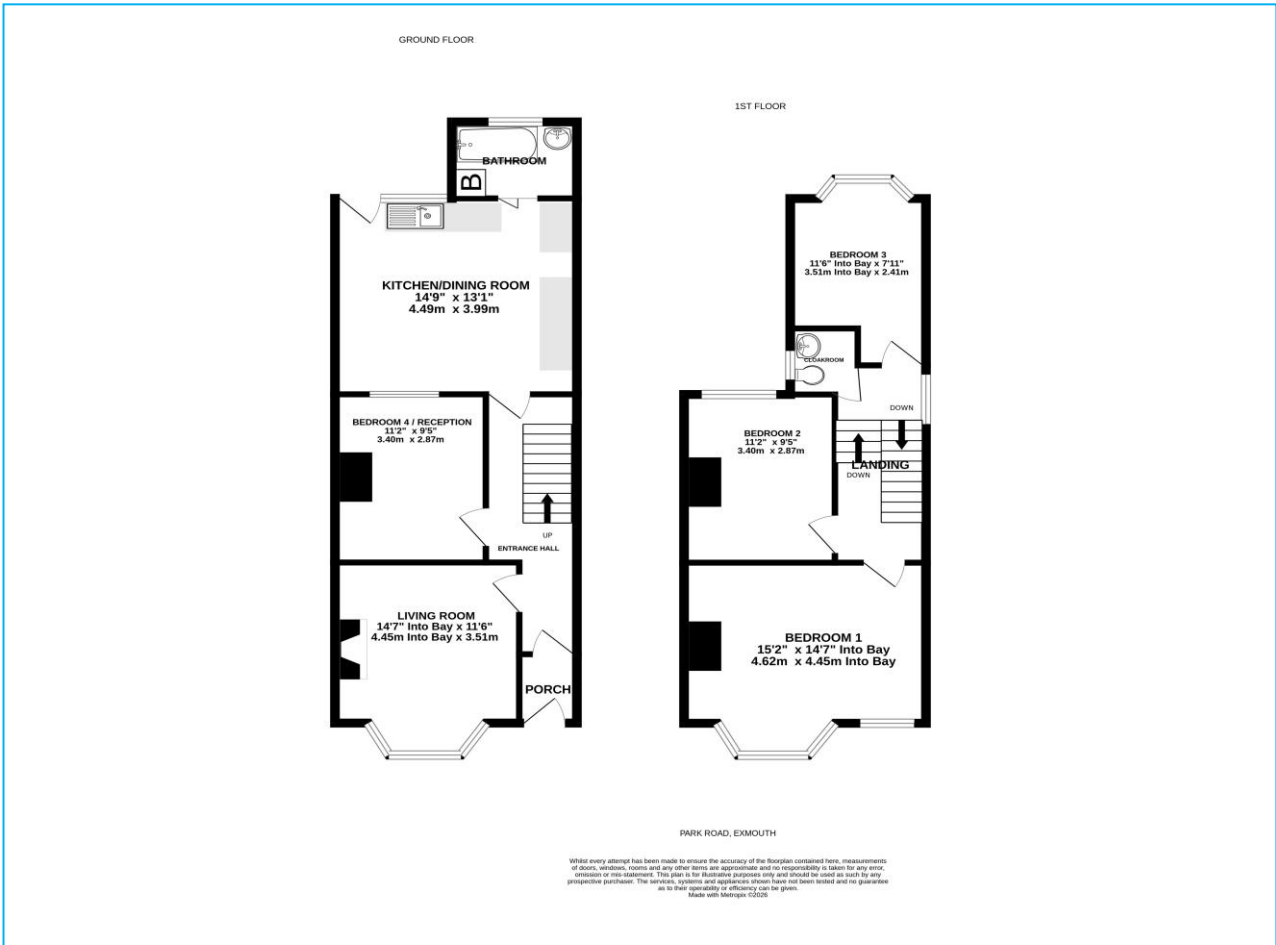 GROUND FLOOR
BATHROOM
B
KITCHEN/DINING ROOM
14'9" x 13'1"
4.49m x 3.99m
BEDROOM 4 / RECEPTION
11'2" x 9'5"
3.40m x 2.87m
UP
ENTRANCE HALL
LIVING ROOM
14'7" Into Bay x 11'6"
4.45m Into Bay x 3.51m
PORCH
1ST FLOOR
BEDROOM 3
11'6" Into Bay x 7'11"
3.51m Into Bay x 2.41m
CLOAKROOM
DOWN
BEDROOM 2
11'2" x 9'5"
3.40m x 2.87m
LANDING
DOWN
BEDROOM 1
15'2" x 14'7" Into Bay
4.62m x 4.45m Into Bay
PARK ROAD, EXMOUTH
Whilst every attempt has been made to ensure the accuracy of the floorplan contained here, measurements
of doors, windows, rooms and any other items are approximate and no responsibility is taken for any error,
omission or mis-statement. This plan is for illustrative purposes only and should be used as such by any
prospective purchaser. The services, systems and appliances shown have not been tested and no guarantee
as to their operability or efficiency can be given.
Made with Metropix ©2026